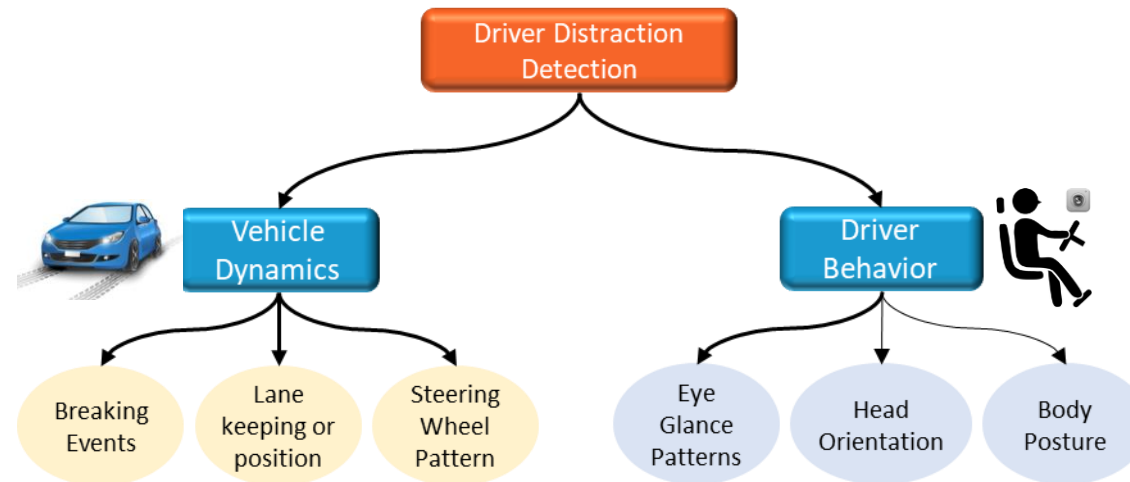 Driver Distraction
Detection
Vehicle
Dynamics
Driver
Behavior
Breaking
Events
Lane
keeping or
position
Steering
Wheel
Pattern
Eye
Glance
Patterns
Head
Orientation
Body
Posture